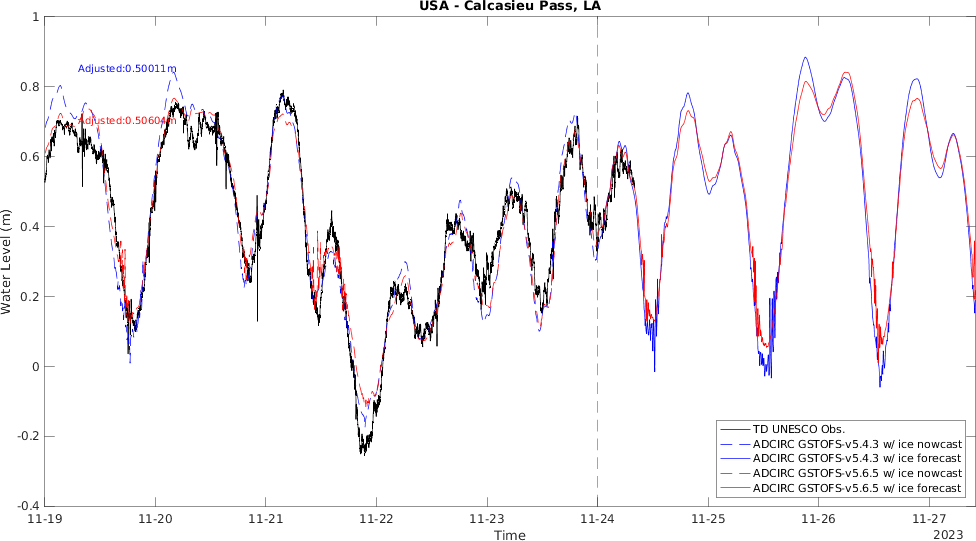 USA - Calcasieu Pass, LA
1
0.8
0.6
0.4
0.2
0
-0.2
-0.4
Water Level (m)
Adjusted:0.50011m
Adjusted:0.50604m
TD UNESCO Obs.
ADCIRC GSTOFS-v5.4.3 w/ ice nowcast
ADCIRC GSTOFS-v5.4.3 w/ ice forecast
ADCIRC GSTOFS-v5.6.5 w/ ice nowcast
ADCIRC GSTOFS-v5.6.5 w/ ice forecast
11-19 11-20 11-21 11-22 11-23 11-24 11-25 11-26 11-27
Time
2023